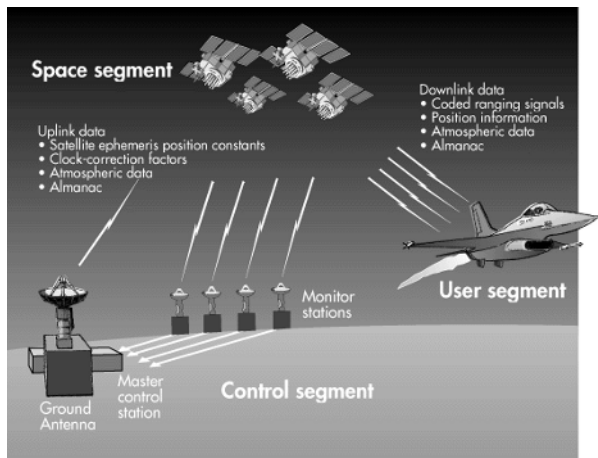 Space segment
Downlink data
• Coded ranging signals
• Position information
• Atmospheric data
• Almanac
Uplink data
• Satellite ephemeris position constants
• Clock-correction factors
• Atmospheric data
• Almanac
User segment
Monitor
stations
Control segment
Master
control
station
Ground
Antenna